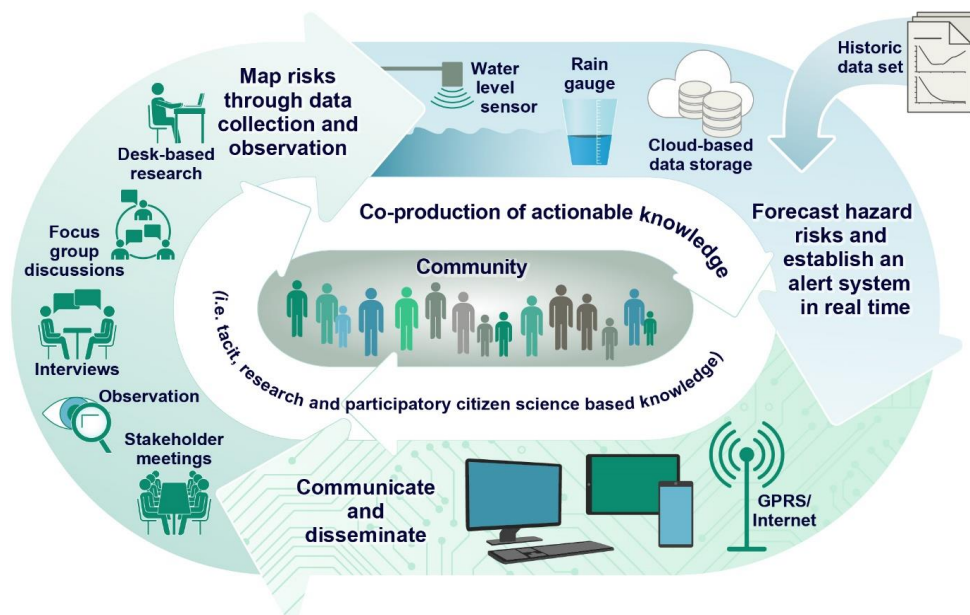 Map risks
through data
collection and
observation
Desk-based
research
Focus
group
discussions
Interviews
Observation
Stakeholder
meetings
Water
level
sensor
Rain
gauge
Cloud-based
data storage
Historic
data set
Forecast hazard
risks and
establish an
alert system
in real time
Co-production of actionable knowledge
Community
(i.e. tacit, research and participatory citizen science based knowledge)
GPRS/
Internet
Communicate
and
disseminate